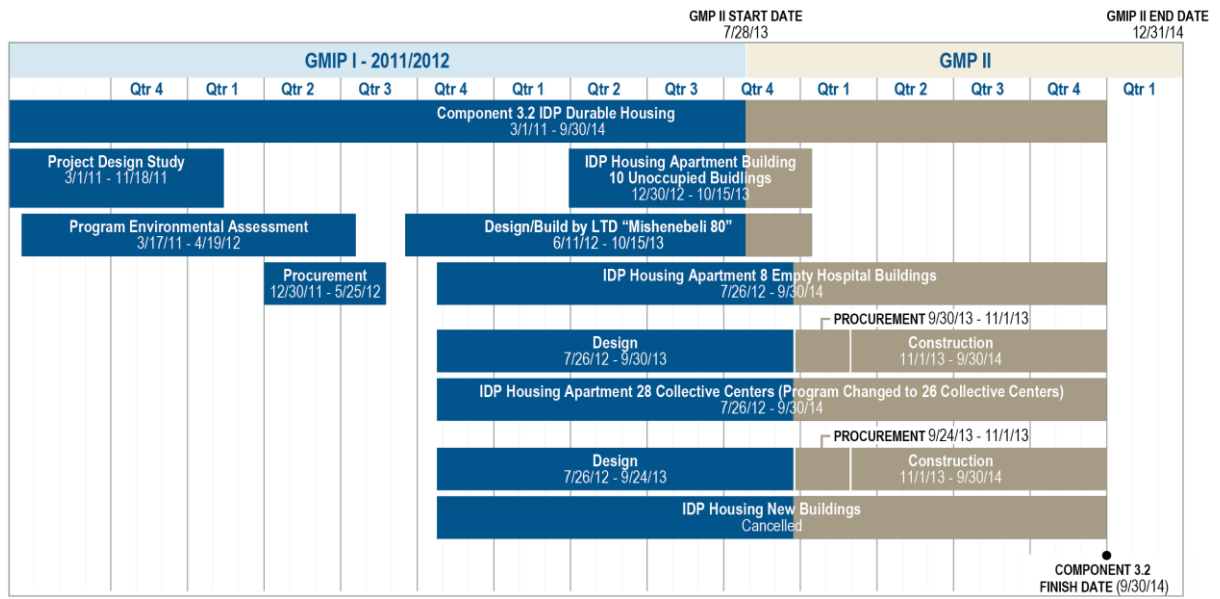 GMP II START DATE
7/28/13
GMIP II END DATE
12/31/14
GMIP I - 2011/2012
GMP II
Qtr 4
Qtr 1
Qtr 2
Qtr 3
Qtr 4
Qtr 1
Qtr 2
Qtr 3
Qtr 4
Qtr 1
Qtr 2
Qtr 3
Qtr 4
Qtr 1
Component 3.2 IDP Durable Housing
3/1/11 - 9/30/14
Project Design Study
3/1/11 - 11/18/11
IDP Housing Apartment Building
10 Unoccupied Buidlings
12/30/12 - 10/15/13
Program Environmental Assessment
3/17/11 - 4/19/12
Design/Build by LTD “Mishenebeli 80”
6/11/12 - 10/15/13
Procurement
12/30/11 - 5/25/12
IDP Housing Apartment 8 Empty Hospital Buildings
7/26/12 - 9/30/14
PROCUREMENT 9/30/13 - 11/1/13
Design
7/26/12 - 9/30/13
Construction
11/1/13 - 9/30/14
IDP Housing Apartment 28 Collective Centers (Program Changed to 26 Collective Centers)
7/26/12 - 9/30/14
PROCUREMENT 9/24/13 - 11/1/13
Design
7/26/12 - 9/24/13
Construction
11/1/13 - 9/30/14
IDP Housing New Buildings
Cancelled
COMPONENT 3.2
FINISH DATE (9/30/14)